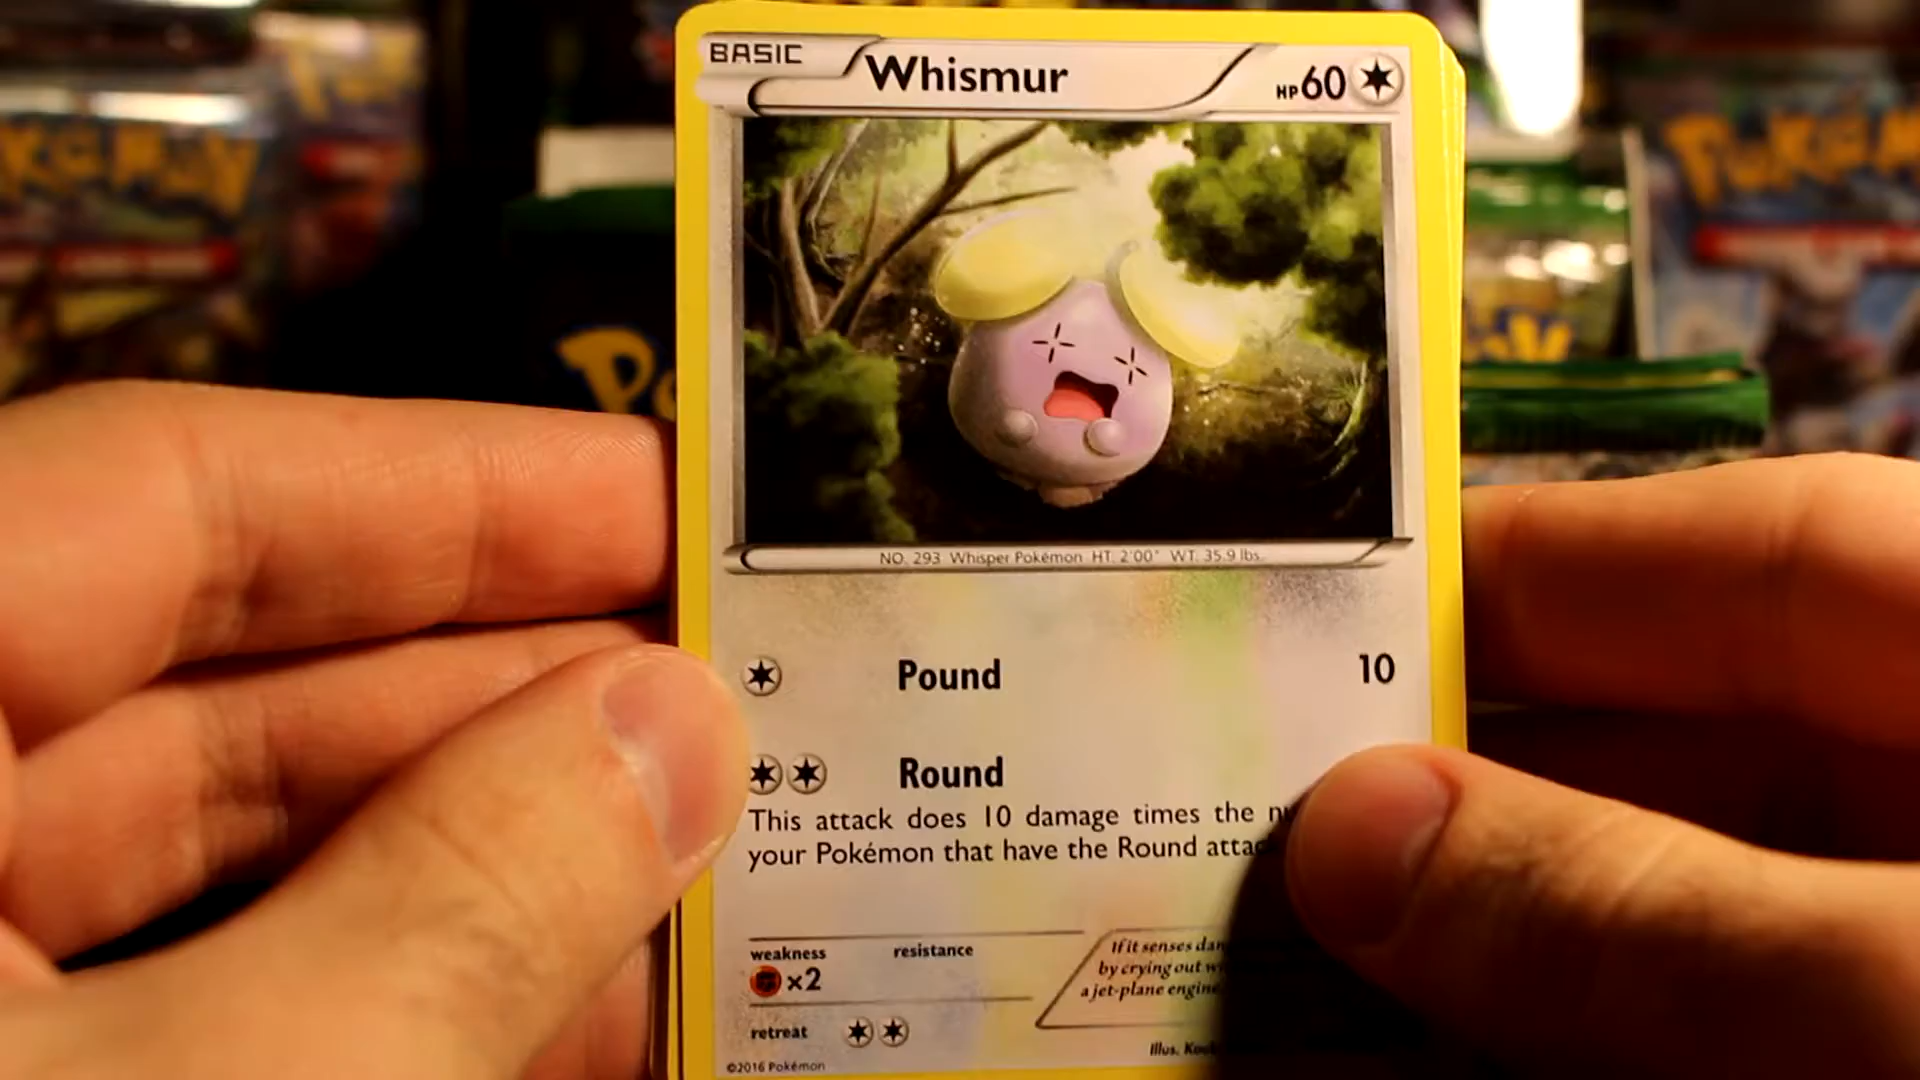 BASIC
Whismur
HP60
NO. 293 Whisper Pokémon HT. 2'00" WT. 35.9 lbs.
Pound 10
Round
This attack does 10 damage times the
your Pokémon that have the Round
weakness
×2
resistance
If it senses
by crying out
a jet-plane engine
retreat
Illus.
©2016 Pokémon
POKéMON
POKéMON